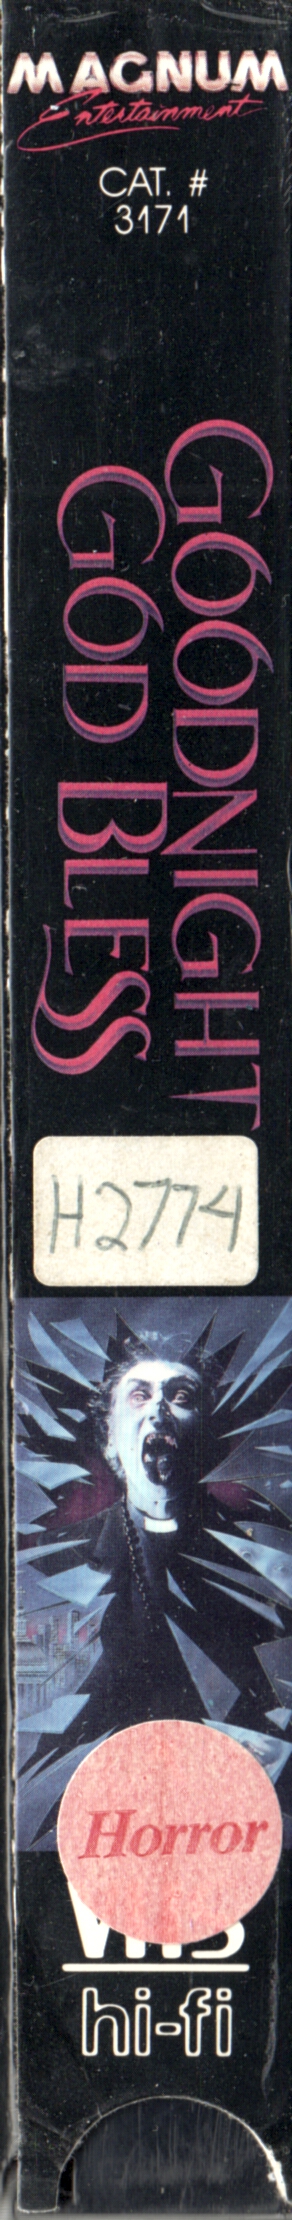 MAGNUM
Entertainment
CAT. #
3171
GOODNIGHT
GOD BLESS
H2774
Horror
VHS
hi-fi